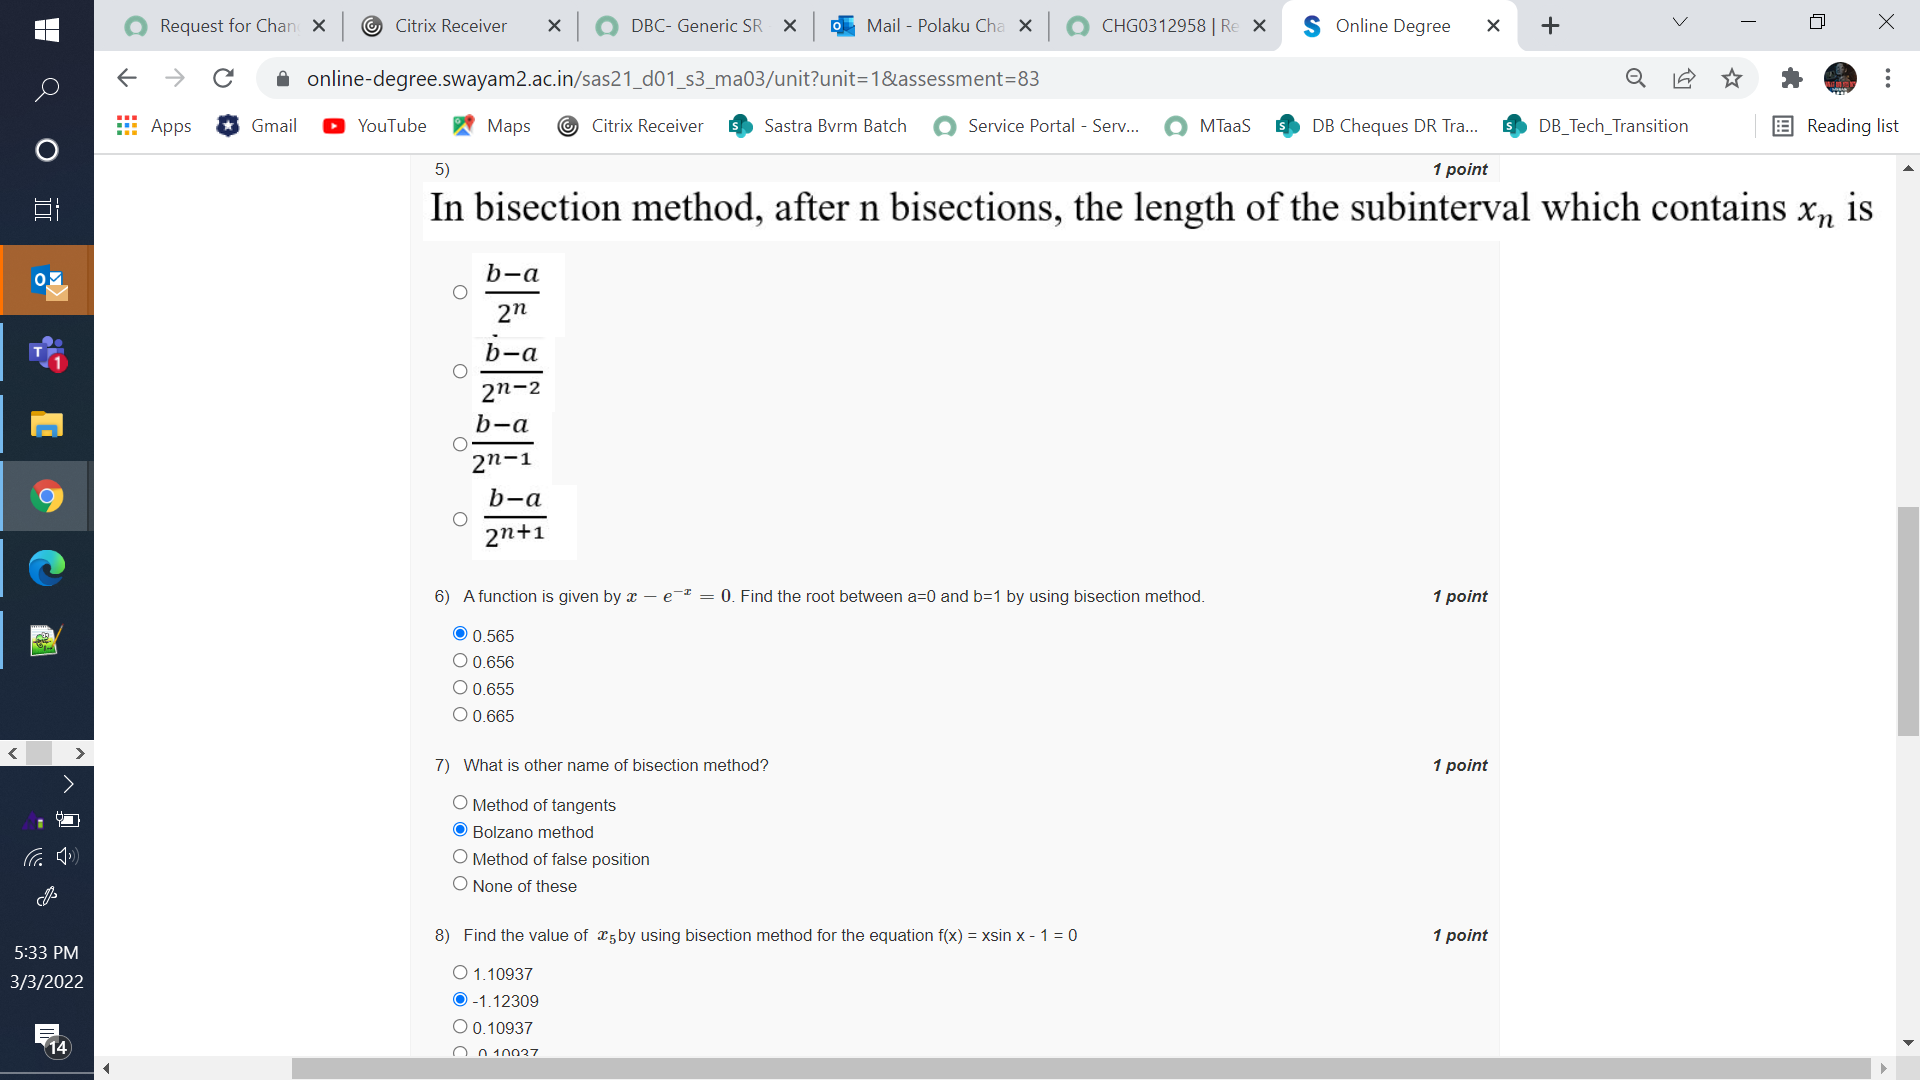 Request for Chan
Citrix Receiver
DBC- Generic SR
Mail - Polaku Cha
CHG0312958 | Re
Online Degree
online-degree.swayam2.ac.in/sas21_d01_s3_ma03/unit?unit=1&assessment=83
Apps
Gmail
YouTube
Maps
Citrix Receiver
Sastra Bvrm Batch
Service Portal - Serv...
MTaaS
DB Cheques DR Tra...
DB_Tech_Transition
Reading list
5) 1 point
In bisection method, after n bisections, the length of the subinterval which contains xₙ is
b−a
2ⁿ
b−a
2ⁿ⁻²
b−a
2ⁿ⁻¹
b−a
2ⁿ⁺¹
6) A function is given by x − e⁻ˣ = 0. Find the root between a=0 and b=1 by using bisection method. 1 point
0.565
0.656
0.655
0.665
7) What is other name of bisection method? 1 point
Method of tangents
Bolzano method
Method of false position
None of these
8) Find the value of x₅ by using bisection method for the equation f(x) = xsin x - 1 = 0 1 point
1.10937
-1.12309
0.10937
-0.10937
1
5:33 PM
3/3/2022
14